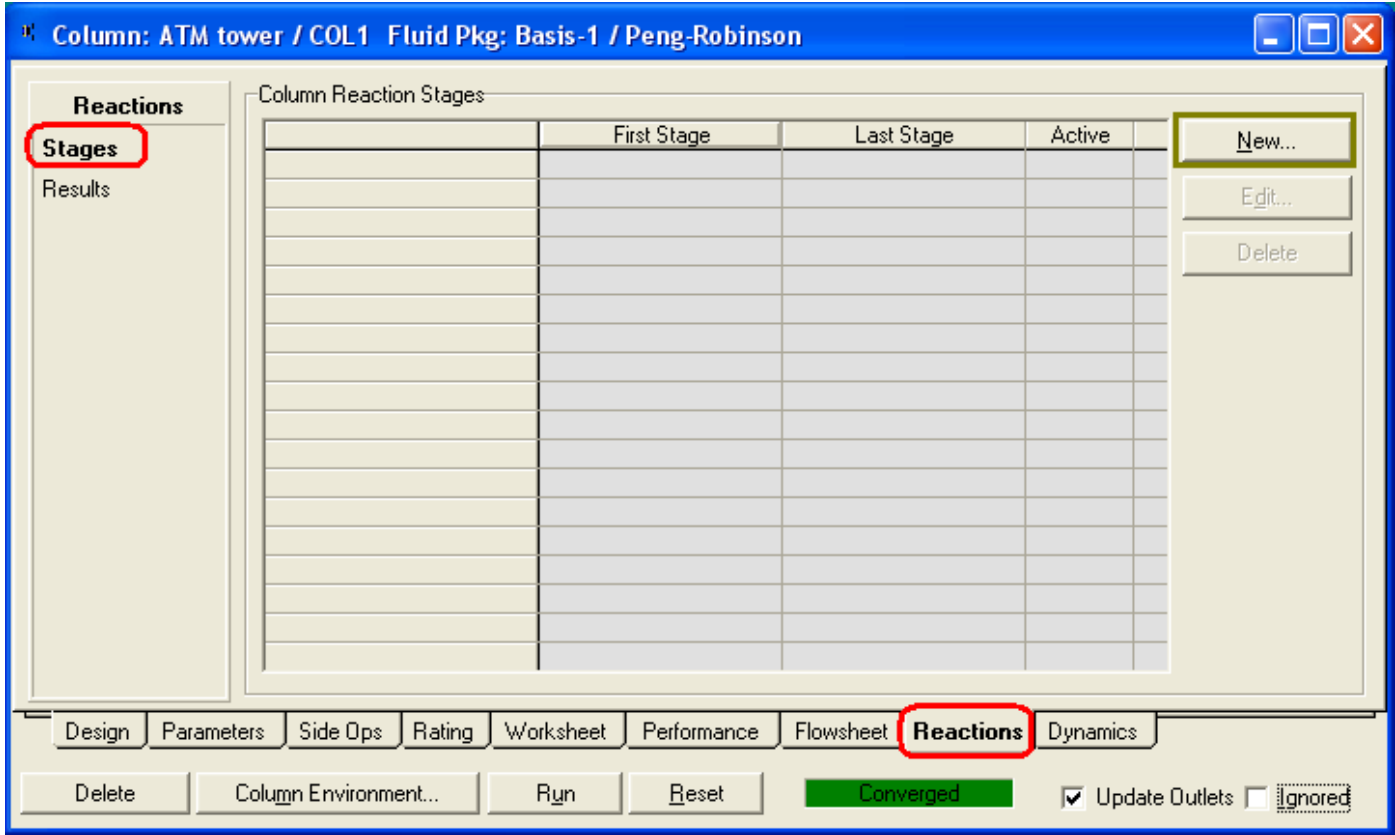 Column: ATM tower / COL1 Fluid Pkg: Basis-1 / Peng-Robinson
Reactions
Stages
Results
Column Reaction Stages
First Stage Last Stage Active
New...
Edit...
Delete
Design Parameters Side Ops Rating Worksheet Performance Flowsheet Reactions Dynamics
Delete Column Environment... Run Reset Converged Update Outlets Ignored